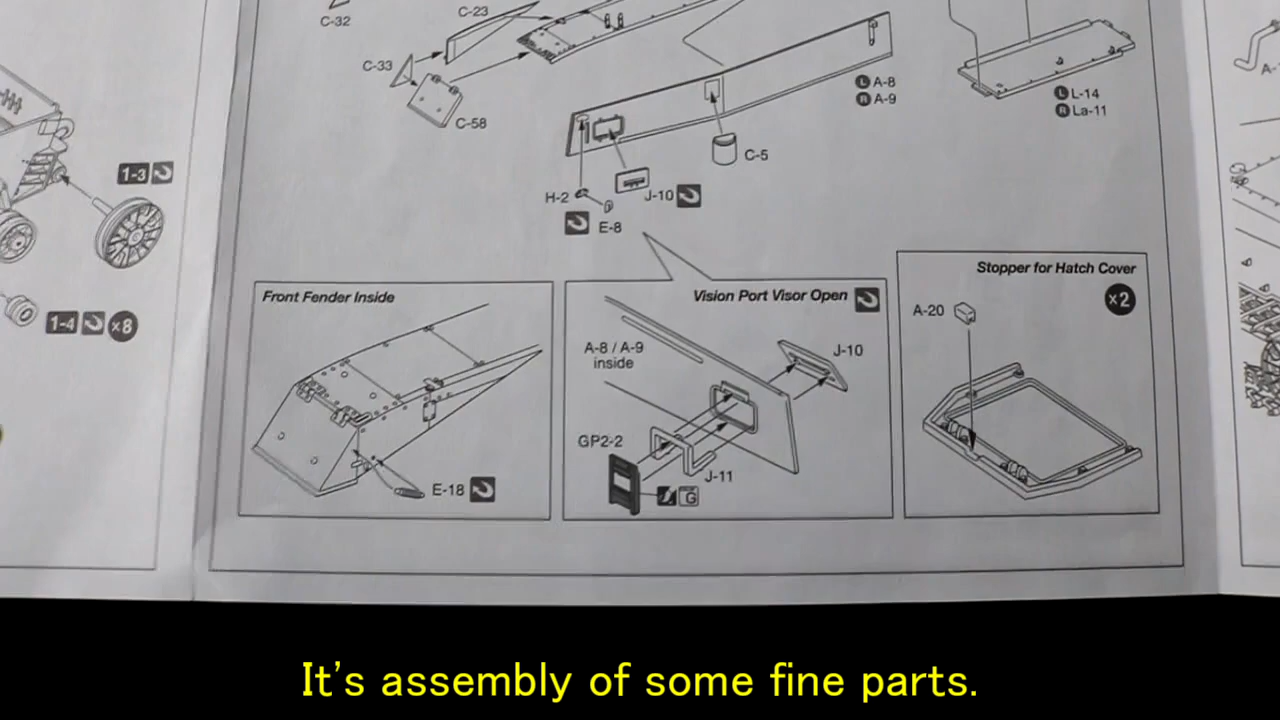 C-32
C-23
C-33
C-58
L A-8
R A-9
L L-14
R La-11
C-5
H-2
J-10
E-8
1-3
1-4 ×8
Front Fender Inside
E-18
Vision Port Visor Open
A-8 / A-9
inside
J-10
GP2-2
J-11
G
Stopper for Hatch Cover
×2
A-20
It's assembly of some fine parts.